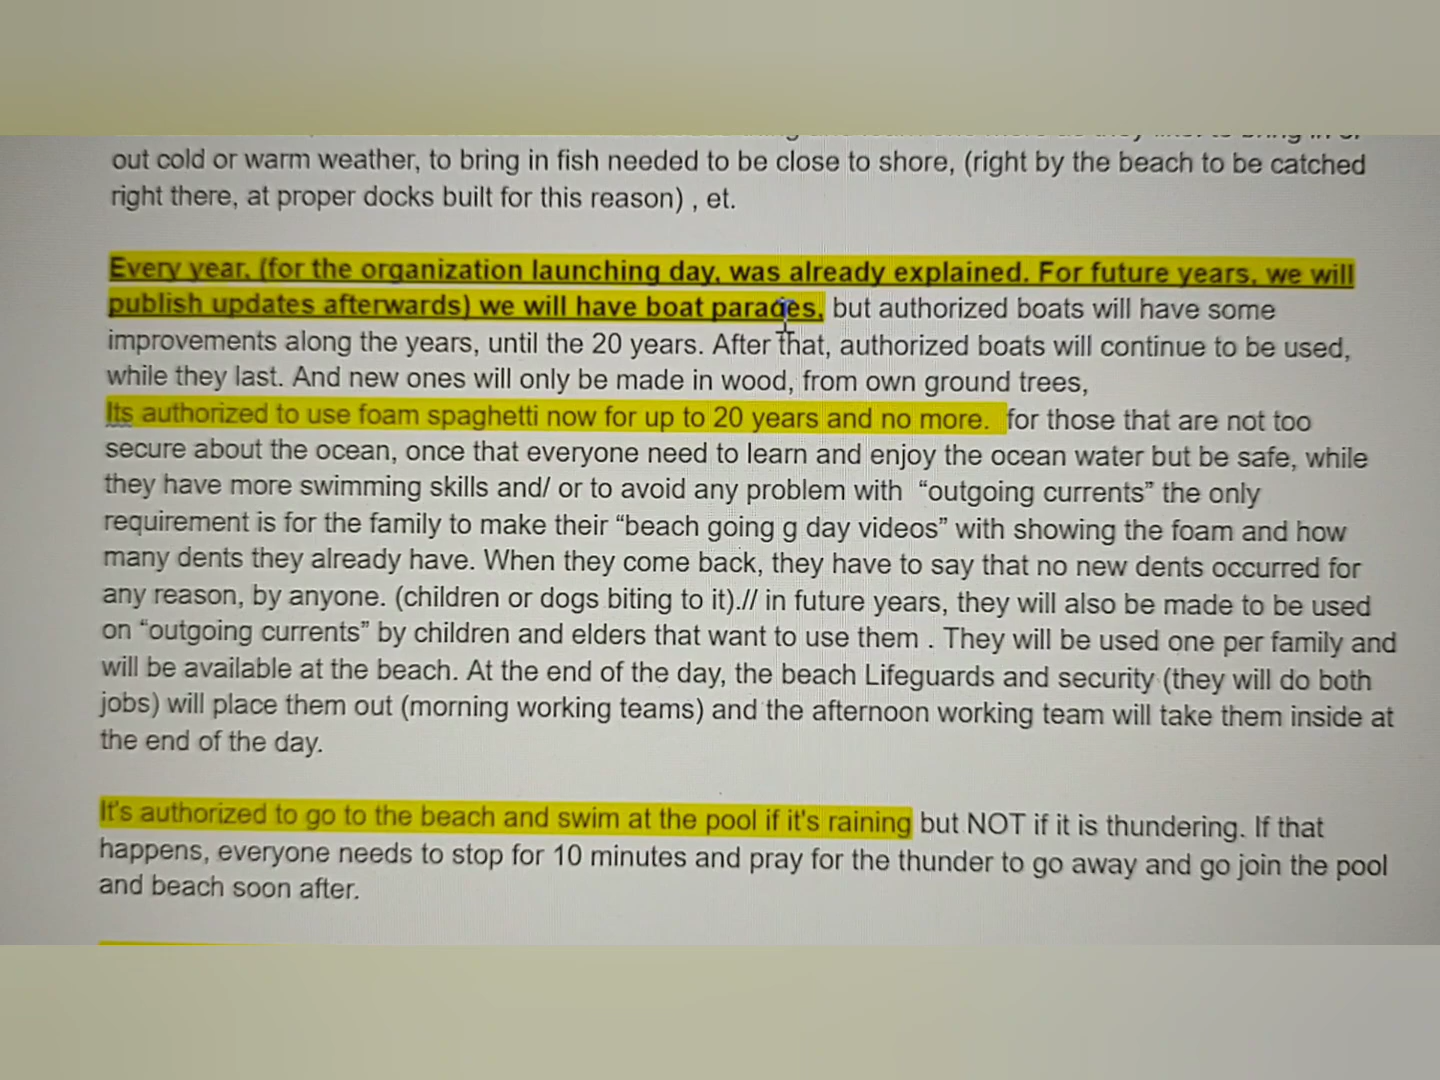 out cold or warm weather, to bring in fish needed to be close to shore, (right by the beach to be catched
right there, at proper docks built for this reason) , et.
Every year, (for the organization launching day, was already explained. For future years, we will
publish updates afterwards) we will have boat parades, but authorized boats will have some
improvements along the years, until the 20 years. After that, authorized boats will continue to be used,
while they last. And new ones will only be made in wood, from own ground trees,
Its authorized to use foam spaghetti now for up to 20 years and no more. for those that are not too
secure about the ocean, once that everyone need to learn and enjoy the ocean water but be safe, while
they have more swimming skills and/ or to avoid any problem with “outgoing currents” the only
requirement is for the family to make their “beach going g day videos” with showing the foam and how
many dents they already have. When they come back, they have to say that no new dents occurred for
any reason, by anyone. (children or dogs biting to it).// in future years, they will also be made to be used
on “outgoing currents” by children and elders that want to use them . They will be used one per family and
will be available at the beach. At the end of the day, the beach Lifeguards and security (they will do both
jobs) will place them out (morning working teams) and the afternoon working team will take them inside at
the end of the day.
It's authorized to go to the beach and swim at the pool if it's raining but NOT if it is thundering. If that
happens, everyone needs to stop for 10 minutes and pray for the thunder to go away and go join the pool
and beach soon after.